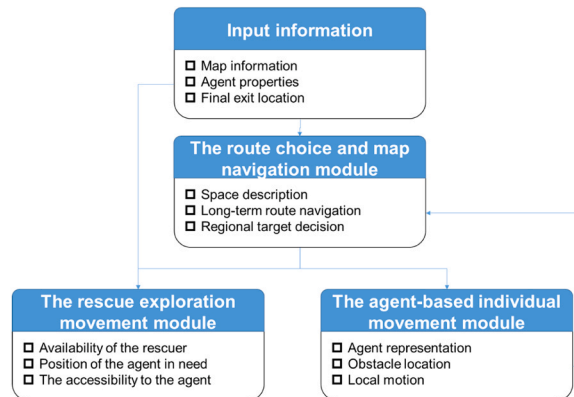 Input information
Map information
Agent properties
Final exit location
The route choice and map
navigation module
Space description
Long-term route navigation
Regional target decision
The rescue exploration
movement module
Availability of the rescuer
Position of the agent in need
The accessibility to the agent
The agent-based individual
movement module
Agent representation
Obstacle location
Local motion